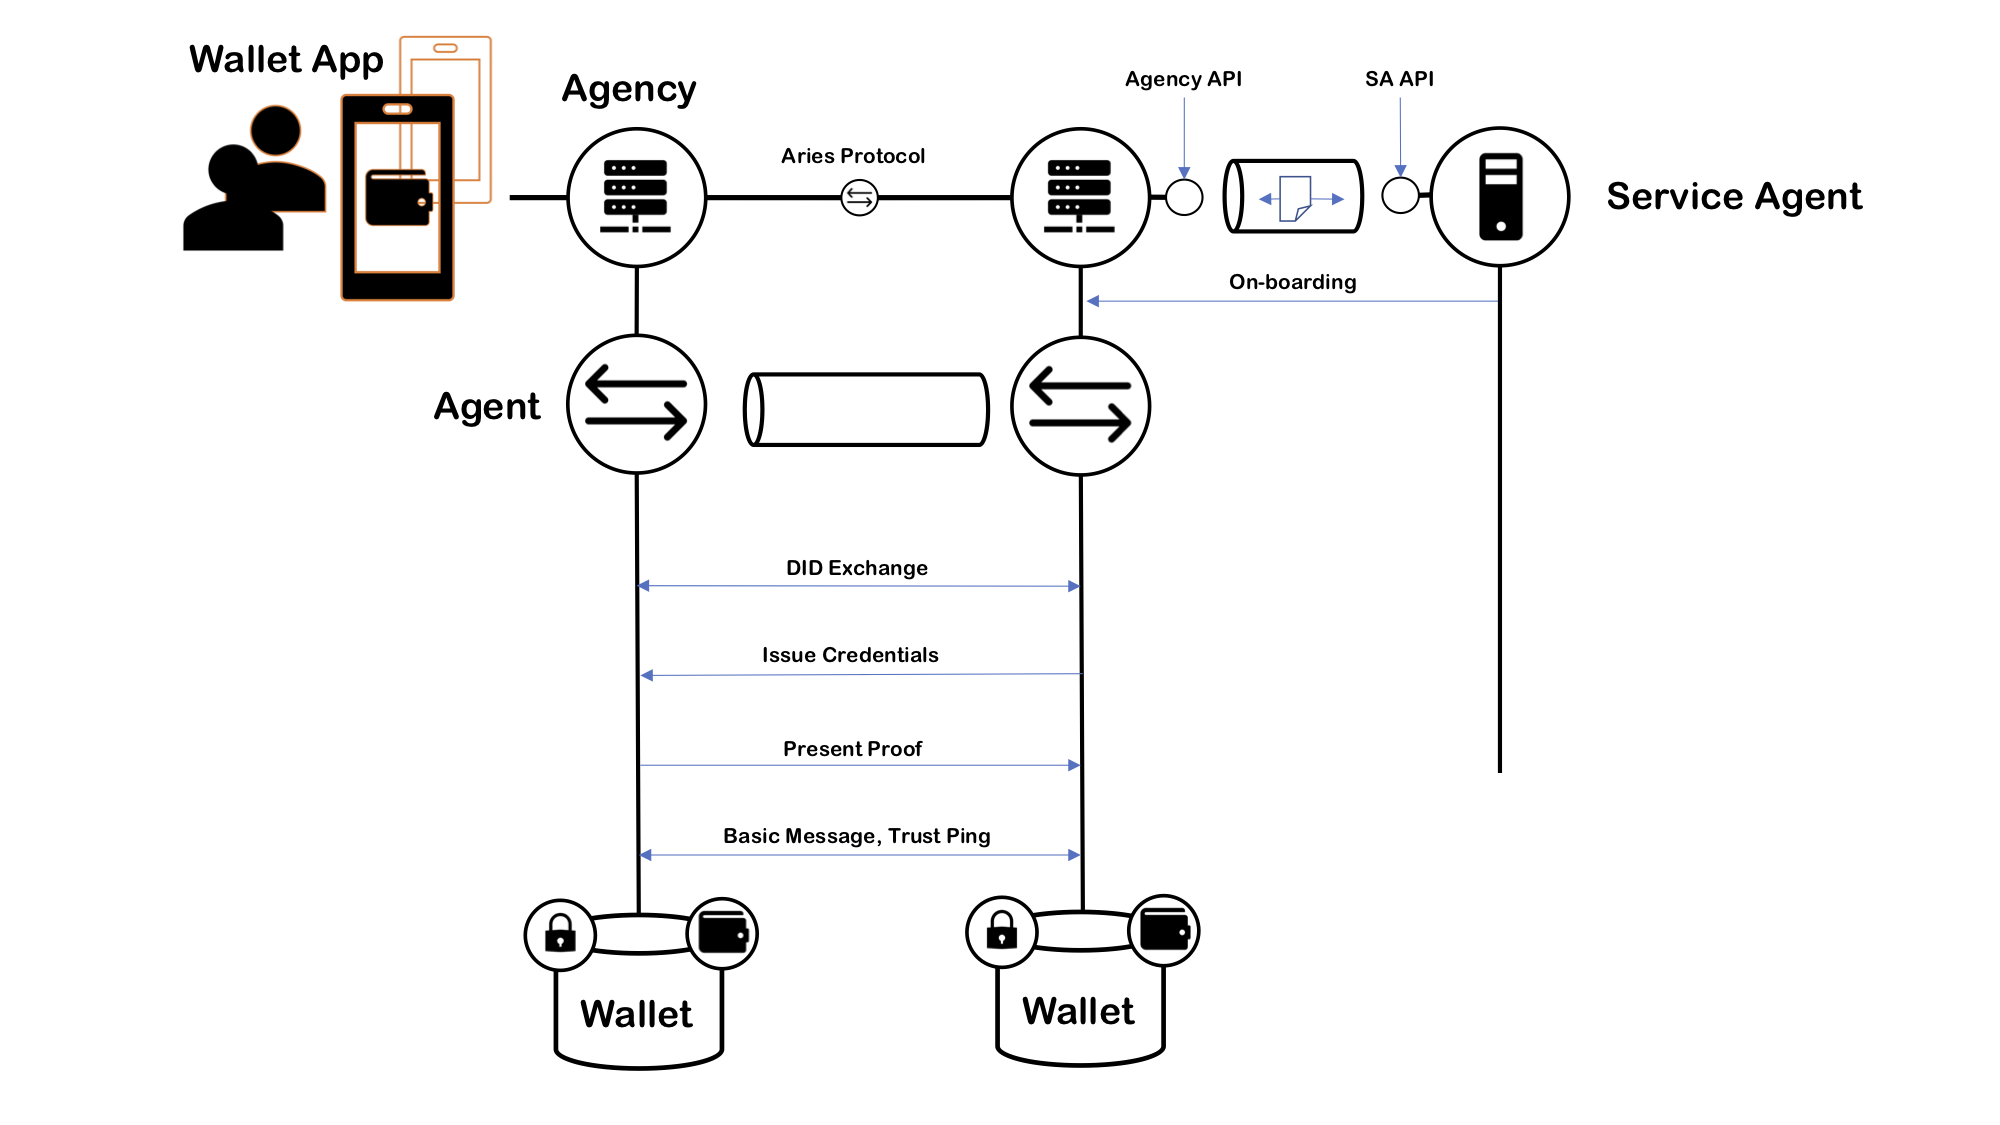 Wallet App
Agency
Agency API
SA API
Aries Protocol
Service Agent
On-boarding
Agent
DID Exchange
Issue Credentials
Present Proof
Basic Message, Trust Ping
Wallet
Wallet